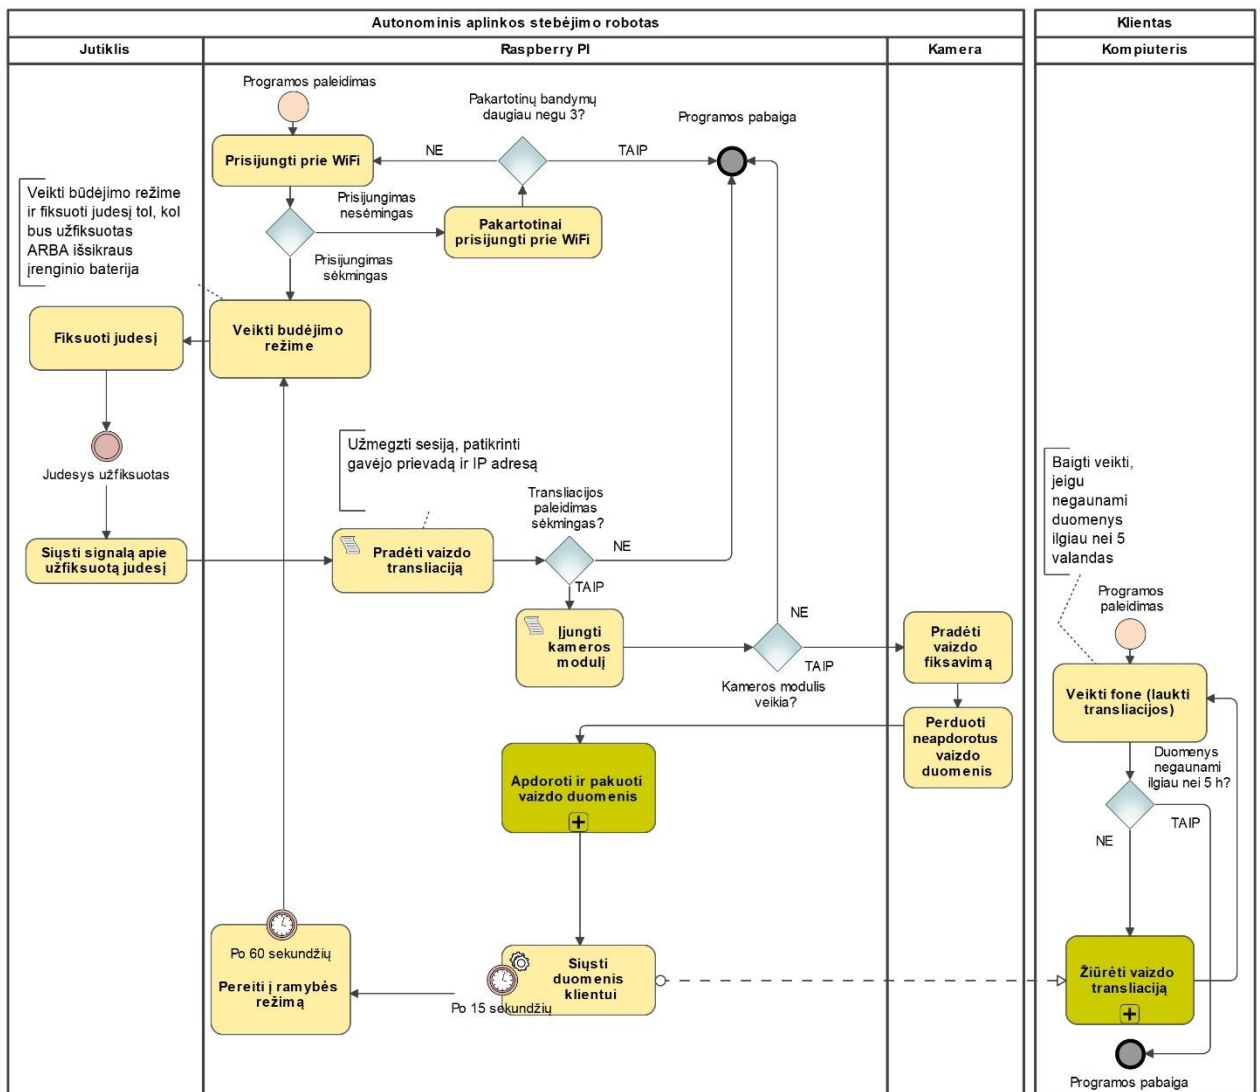 Autonominis aplinkos stebėjimo robotas
Klientas
Jutiklis
Raspberry PI
Kamera
Kompiuteris
Programos paleidimas
Pakartotinų bandymų
daugiau negu 3?
Programos pabaiga
Prisijungti prie WiFi
NE
TAIP
Veikti būdėjimo režime
ir fiksuoti judesį tol, kol
bus užfiksuotas
ARBA išsikraus
įrenginio baterija
Prisijungimas
nesėmingas
Pakartotinai
prisijungti prie WiFi
Prisijungimas
sėkmingas
Fiksuoti judesį
Veikti budėjimo
režime
Judesys užfiksuotas
Užmegzti sesiją, patikrinti
gavėjo prievadą ir IP adresą
Transliacijos
paleidimas
sėkmingas?
Baigti veikti,
jeigu
negaunami
duomenys
ilgiau nei 5
valandas
Siųsti signalą apie
užfiksuotą judesį
Pradėti vaizdo
transliaciją
NE
TAIP
Įjungti
kameros
modulį
NE
TAIP
Kameros modulis
veikia?
Pradėti
vaizdo
fiksavimą
Programos
paleidimas
Veikti fone (laukti
transliacijos)
Perduoti
neapdorotus
vaizdo
duomenis
Duomenys
negaunami
ilgiau nei 5 h?
Apdoroti ir pakuoti
vaizdo duomenis
TAIP
NE
Po 60 sekundžių
Pereiti į ramybės
režimą
Po 15 sekundžių
Siųsti
duomenis
klientui
Žiūrėti vaizdo
transliaciją
Programos pabaiga